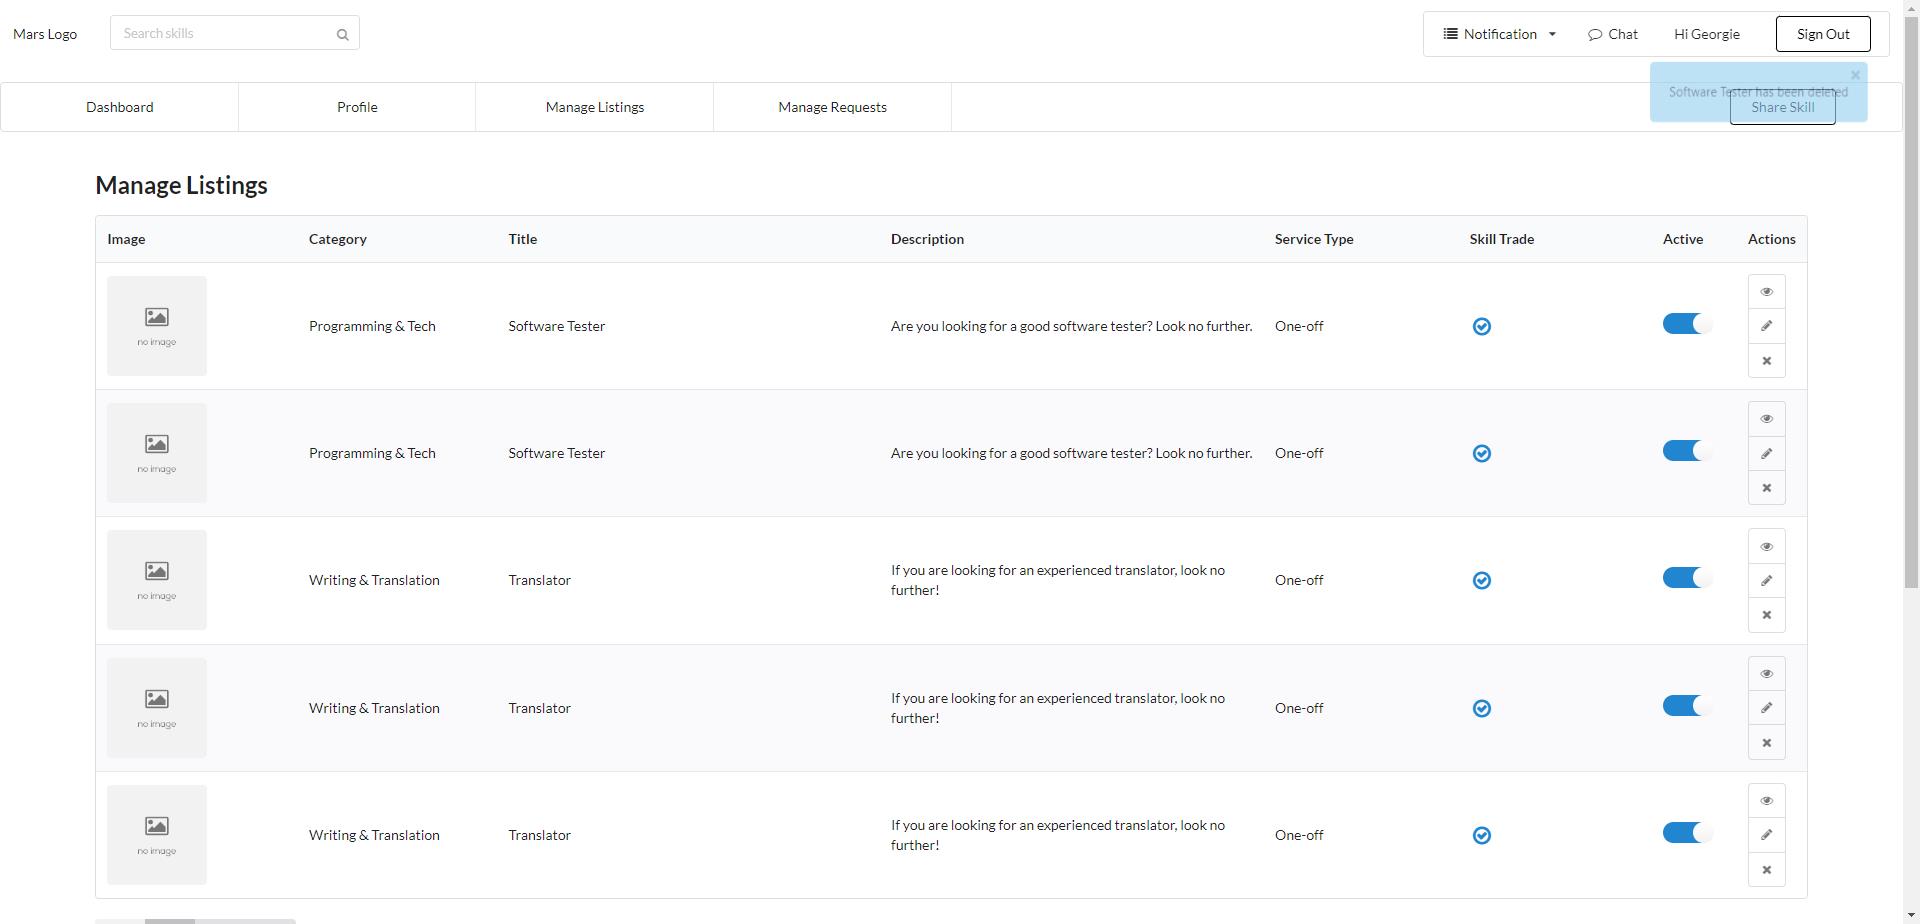 Mars Logo
Search skills
Notification
Chat
Hi Georgie
Sign Out
Software Tester has been deleted
Dashboard
Profile
Manage Listings
Manage Requests
Share Skill
Manage Listings
Image Category Title Description Service Type Skill Trade Active Actions
no image
Programming & Tech
Software Tester
Are you looking for a good software tester? Look no further.
One-off
no image
Programming & Tech
Software Tester
Are you looking for a good software tester? Look no further.
One-off
no image
Writing & Translation
Translator
If you are looking for an experienced translator, look no
further!
One-off
no image
Writing & Translation
Translator
If you are looking for an experienced translator, look no
further!
One-off
no image
Writing & Translation
Translator
If you are looking for an experienced translator, look no
further!
One-off